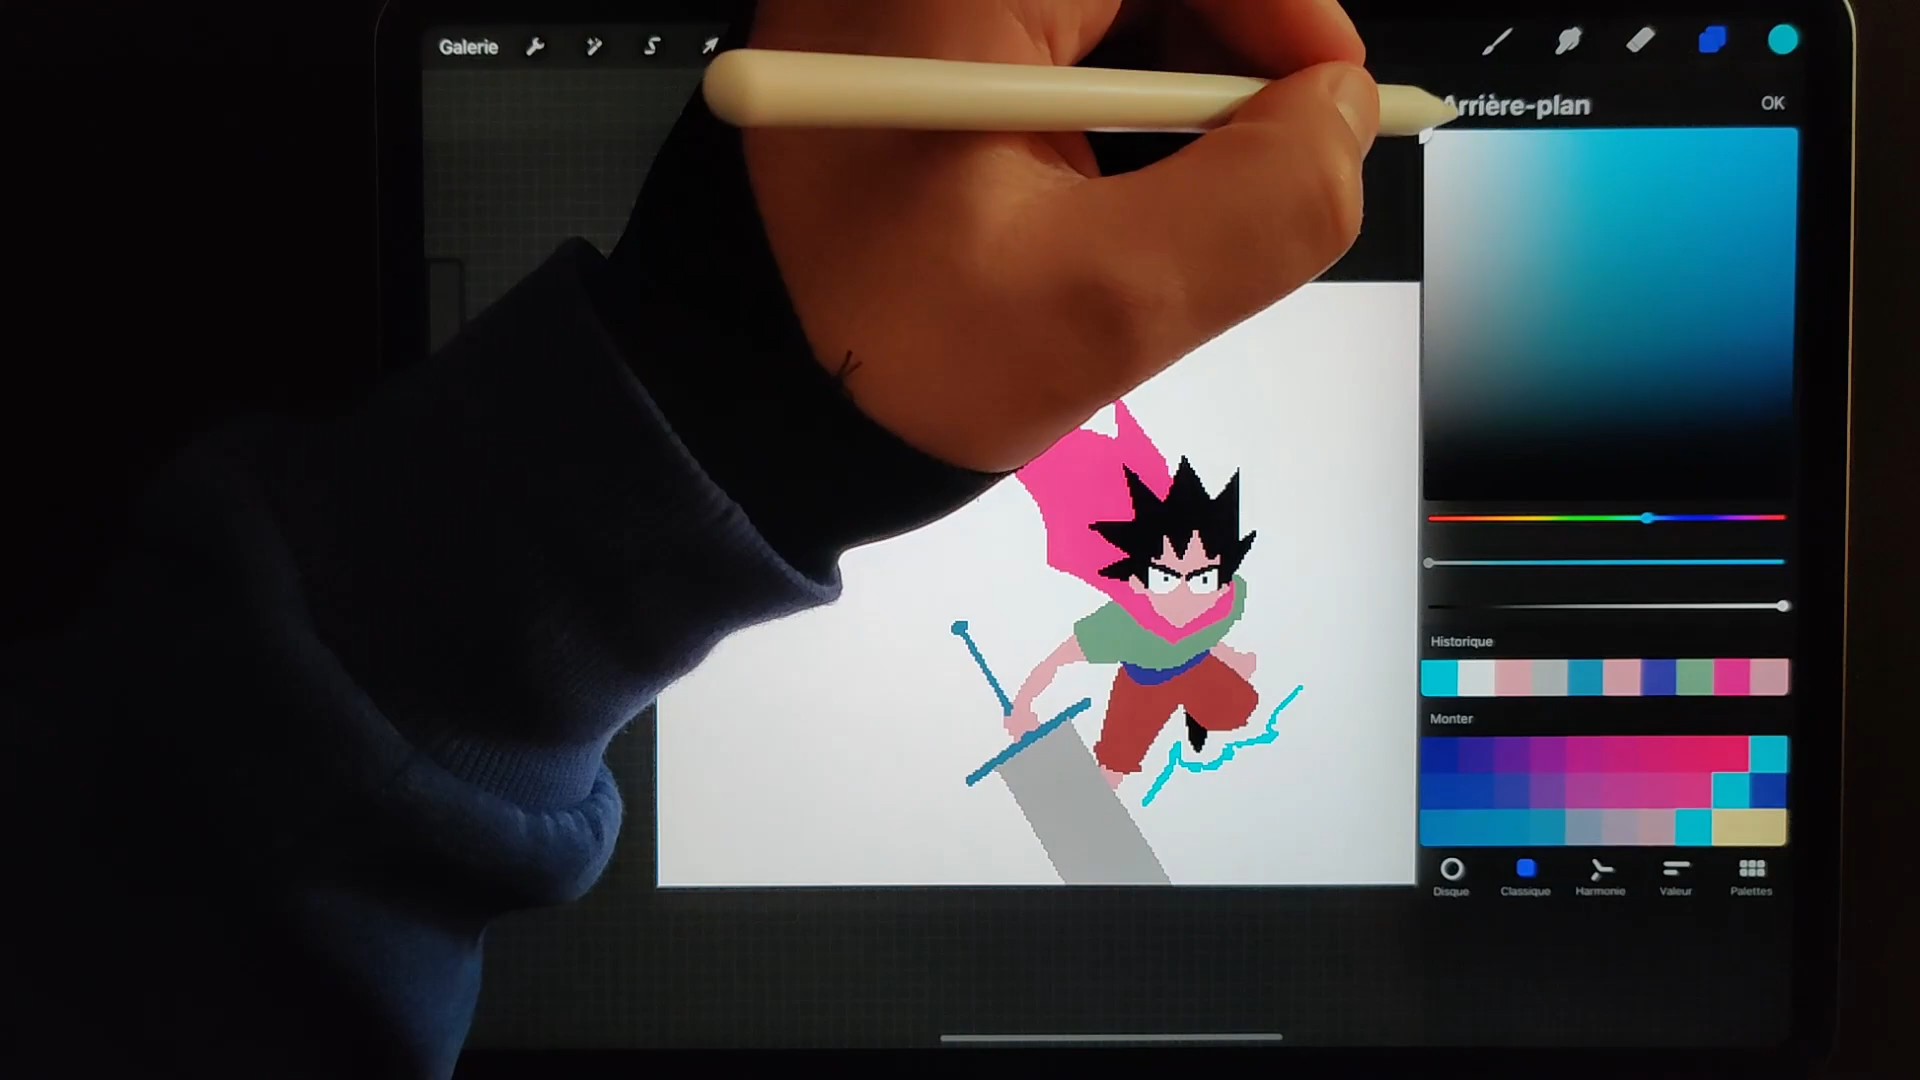 Galerie
Arrière-plan
OK
Historique
Monter
Disque
Classique
Harmonie
Valeur
Palettes